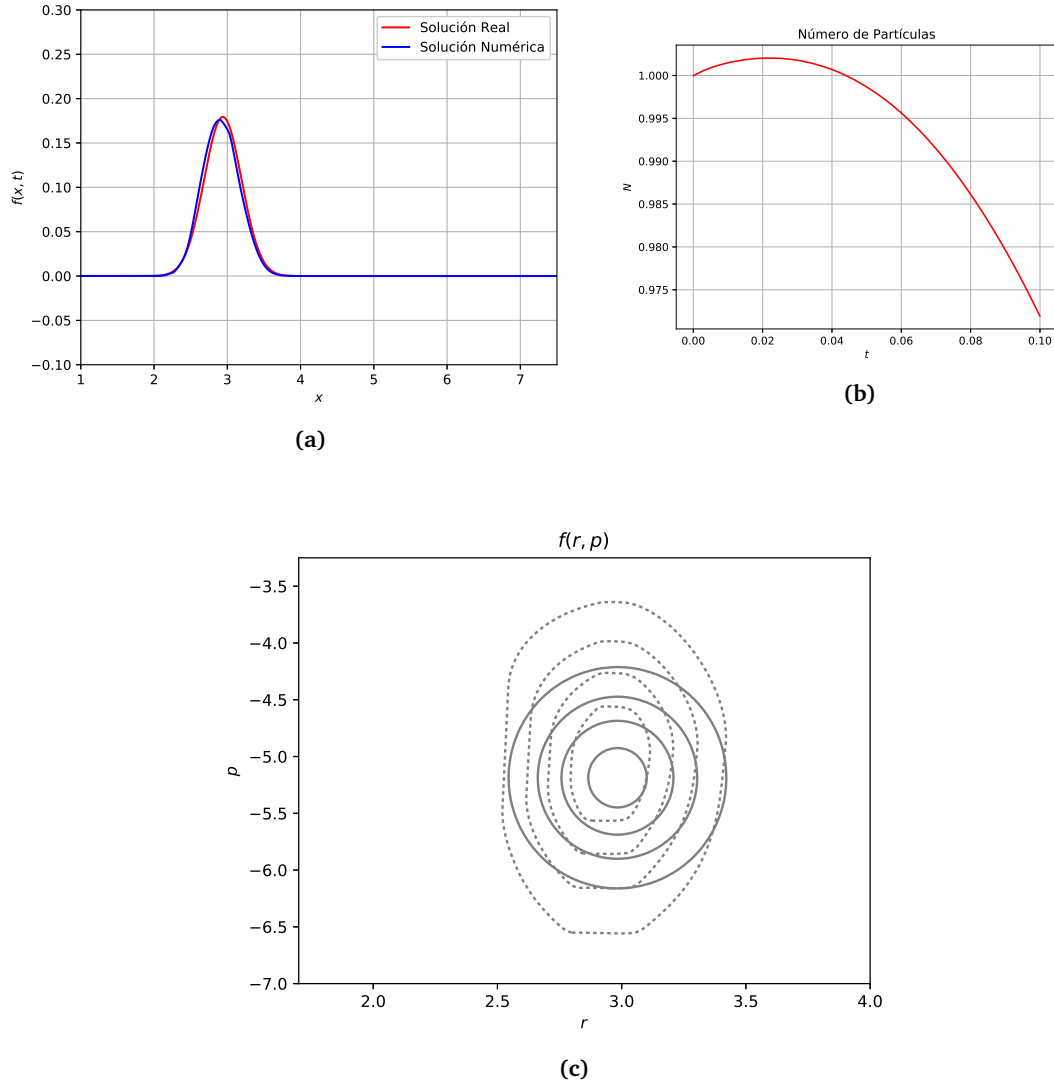 0.30
0.25
0.20
0.15
0.10
0.05
0.00
−0.05
−0.10
f(x, t)
1 2 3 4 5 6 7
x
Solución Real
Solución Numérica
(a)
Número de Partículas
1.000
0.995
0.990
0.985
0.980
0.975
N
0.00 0.02 0.04 0.06 0.08 0.10
t
(b)
f(r, p)
−3.5
−4.0
−4.5
−5.0
−5.5
−6.0
−6.5
−7.0
p
2.0 2.5 3.0 3.5 4.0
r
(c)